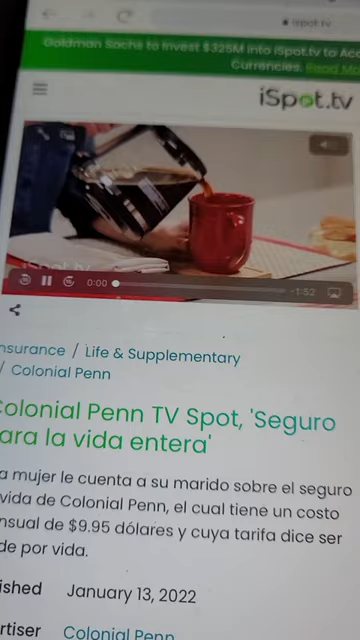 ispot.tv
Goldman Sachs to Invest $325M into iSpot.tv to Acc
Currencies. Read Mo
iSpot.tv
0:00
-1:52
nsurance / Life & Supplementary
/ Colonial Penn
Colonial Penn TV Spot, 'Seguro
ara la vida entera'
a mujer le cuenta a su marido sobre el seguro
vida de Colonial Penn, el cual tiene un costo
nsual de $9.95 dólares y cuya tarifa dice ser
de por vida.
ished January 13, 2022
rtiser Colonial Penn